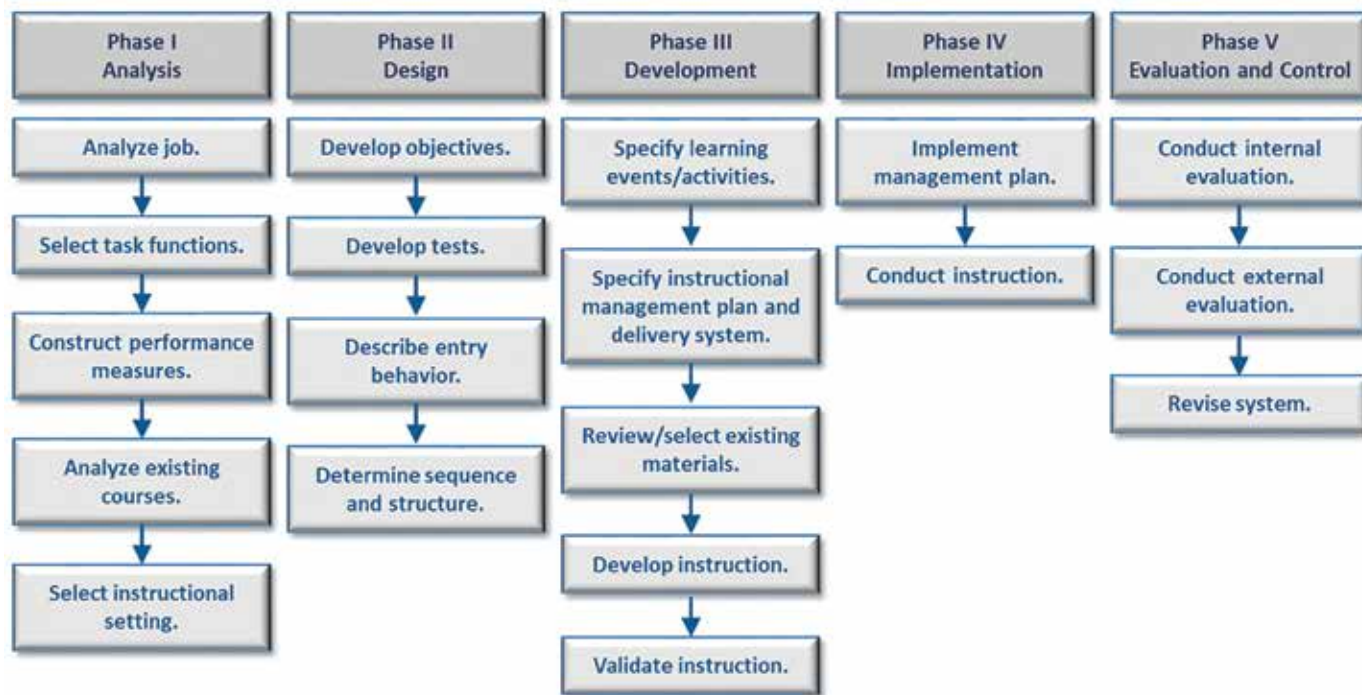 Phase I
Analysis
Analyze job.
Select task functions.
Construct performance
measures.
Analyze existing
courses.
Select instructional
setting.
Phase II
Design
Develop objectives.
Develop tests.
Describe entry
behavior.
Determine sequence
and structure.
Phase III
Development
Specify learning
events/activities.
Specify instructional
management plan and
delivery system.
Review/select existing
materials.
Develop instruction.
Validate instruction.
Phase IV
Implementation
Implement
management plan.
Conduct instruction.
Phase V
Evaluation and Control
Conduct internal
evaluation.
Conduct external
evaluation.
Revise system.